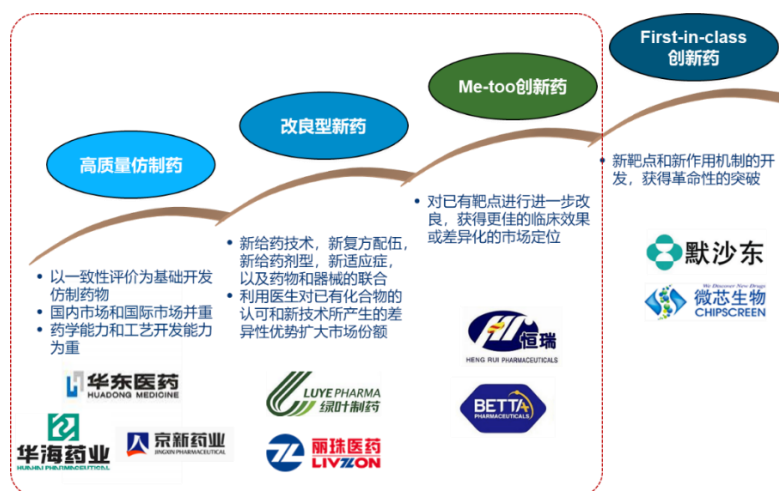 First-in-class
创新药
Me-too创新药
改良型新药
高质量仿制药
新靶点和新作用机制的开
发，获得革命性的突破
对已有靶点进行进一步改
良，获得更佳的临床效果
或差异化的市场定位
• 新给药技术，新复方配伍，
新给药剂型，新适应症，
以及药物和器械的联合
• 利用医生对已有化合物的
认可和新技术所产生的差
异性优势扩大市场份额
• 以一致性评价为基础开发
仿制药物
• 国内市场和国际市场并重
• 药学能力和工艺开发能力
为重
默沙东
We Discover New Drugs
微芯生物
CHIPSCREEN
恒瑞
HENG RUI PHARMACEUTICALS
BETTA
PHARMACEUTICALS
LUYE PHARMA
绿叶制药
丽珠医药
LIVZON
华东医药
HUADONG MEDICINE
华海药业
HUAHAI PHARMACEUTICAL
京新药业
JINGXIN PHARMACEUTICAL